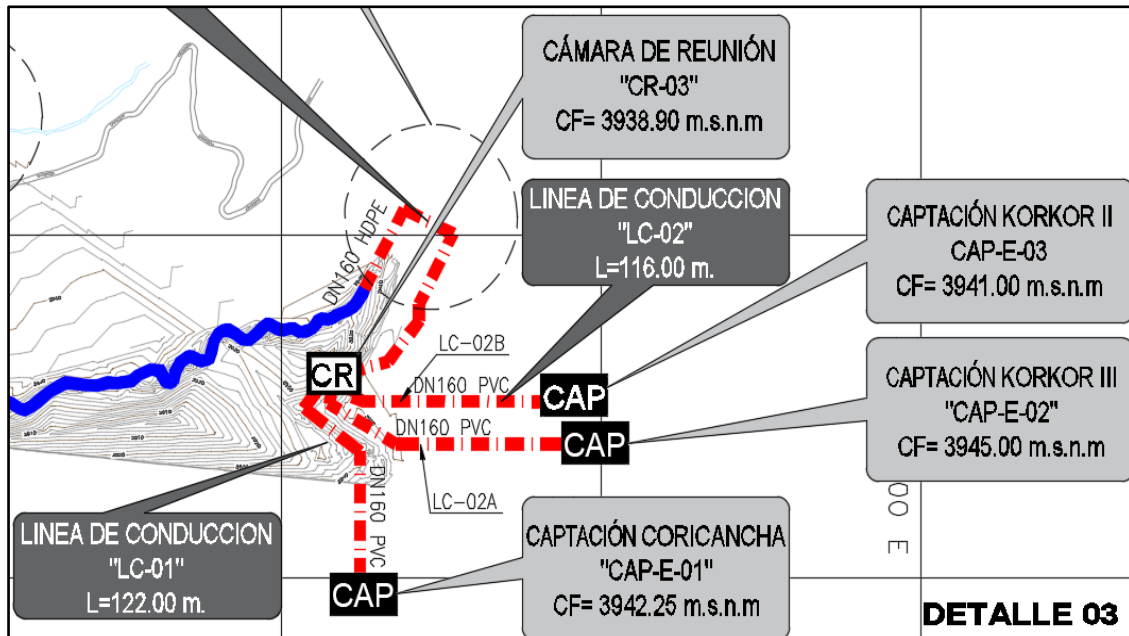 CÁMARA DE REUNIÓN
"CR-03"
CF= 3938.90 m.s.n.m
LINEA DE CONDUCCION
"LC-02"
L=116.00 m.
CAPTACIÓN KORKOR II
CAP-E-03
CF= 3941.00 m.s.n.m
DN160 HDPE
LC-02B
CR
DN160 PVC
CAP
CAPTACIÓN KORKOR III
"CAP-E-02"
CF= 3945.00 m.s.n.m
DN160 PVC
CAP
LC-02A
DN160 PVC
LINEA DE CONDUCCION
"LC-01"
L=122.00 m.
CAPTACIÓN CORICANCHA
"CAP-E-01"
CF= 3942.25 m.s.n.m
CAP
00 E
DETALLE 03